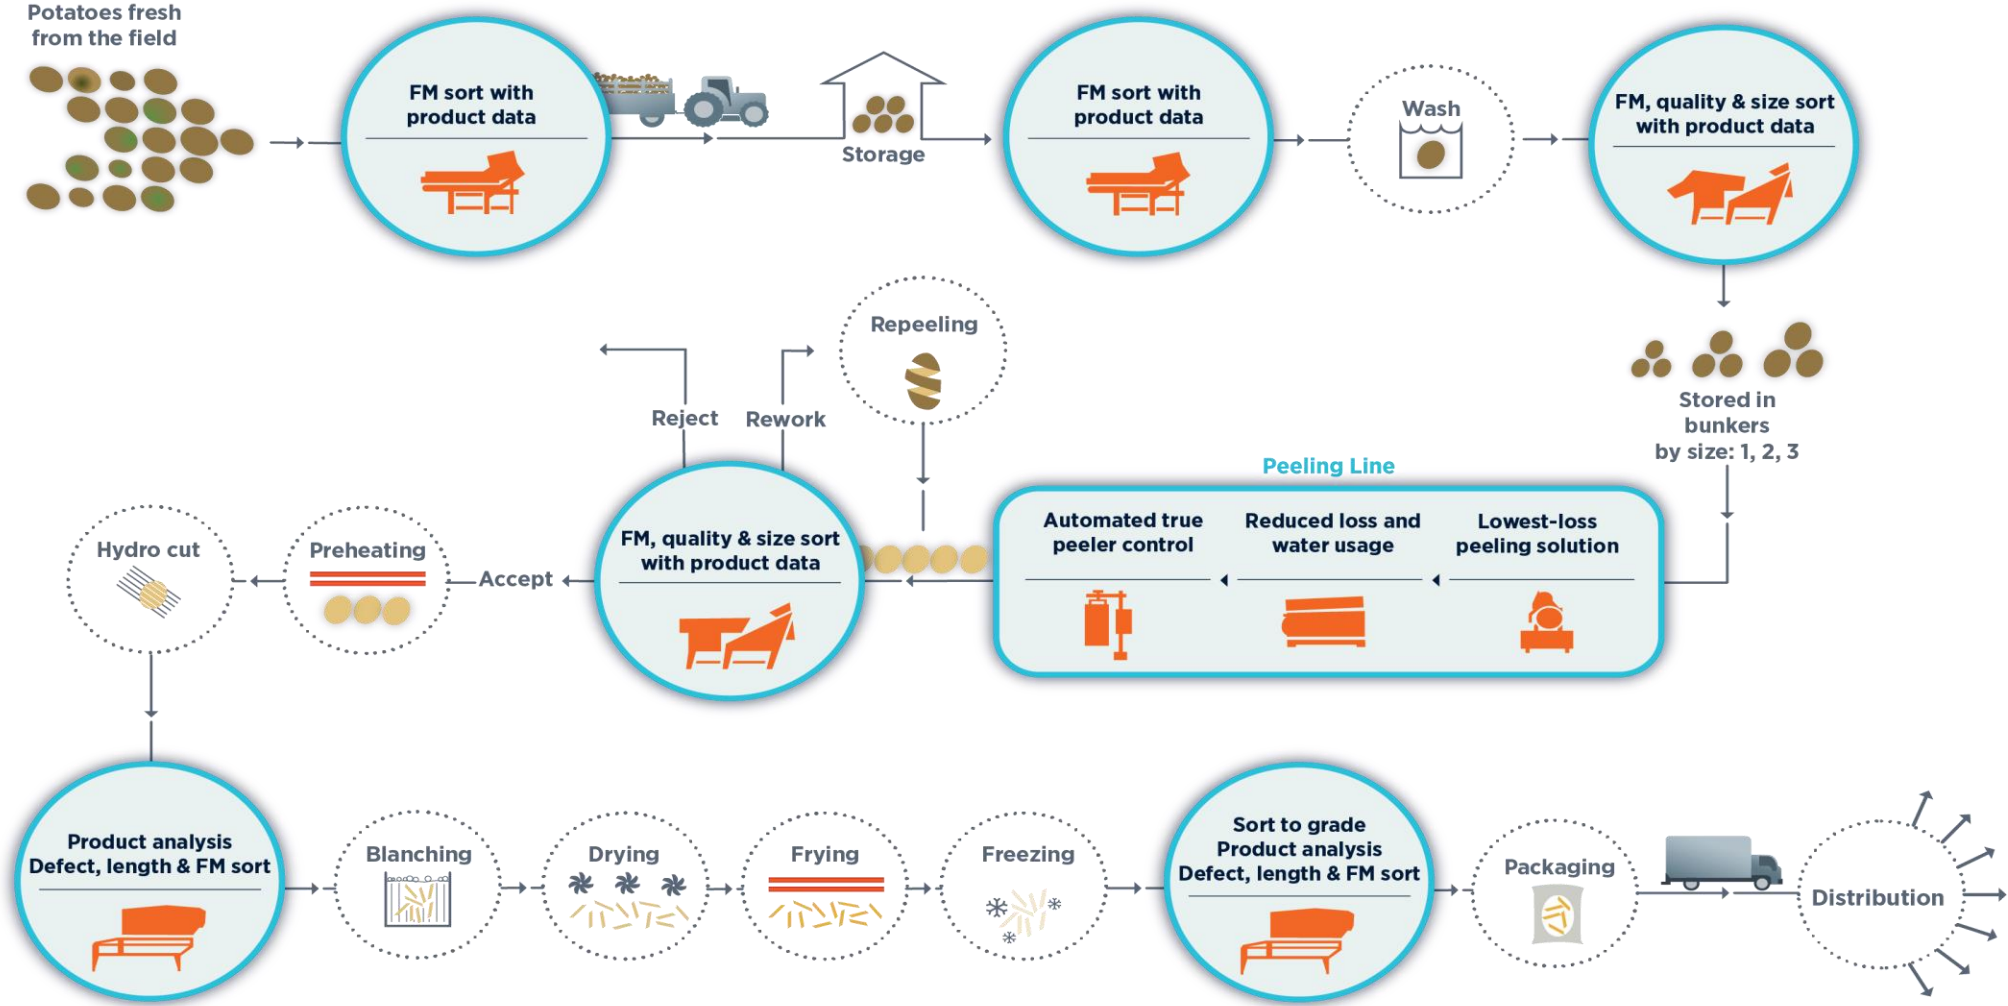 Potatoes fresh
from the field
FM sort with
product data
Storage
FM sort with
product data
Wash
FM, quality & size sort
with product data
Stored in
bunkers
by size: 1, 2, 3
Peeling Line
Lowest-loss
peeling solution
Reduced loss and
water usage
Automated true
peeler control
Repeeling
Reject
Rework
FM, quality & size sort
with product data
Accept
Preheating
Hydro cut
Product analysis
Defect, length & FM sort
Blanching
Drying
Frying
Freezing
Sort to grade
Product analysis
Defect, length & FM sort
Packaging
Distribution